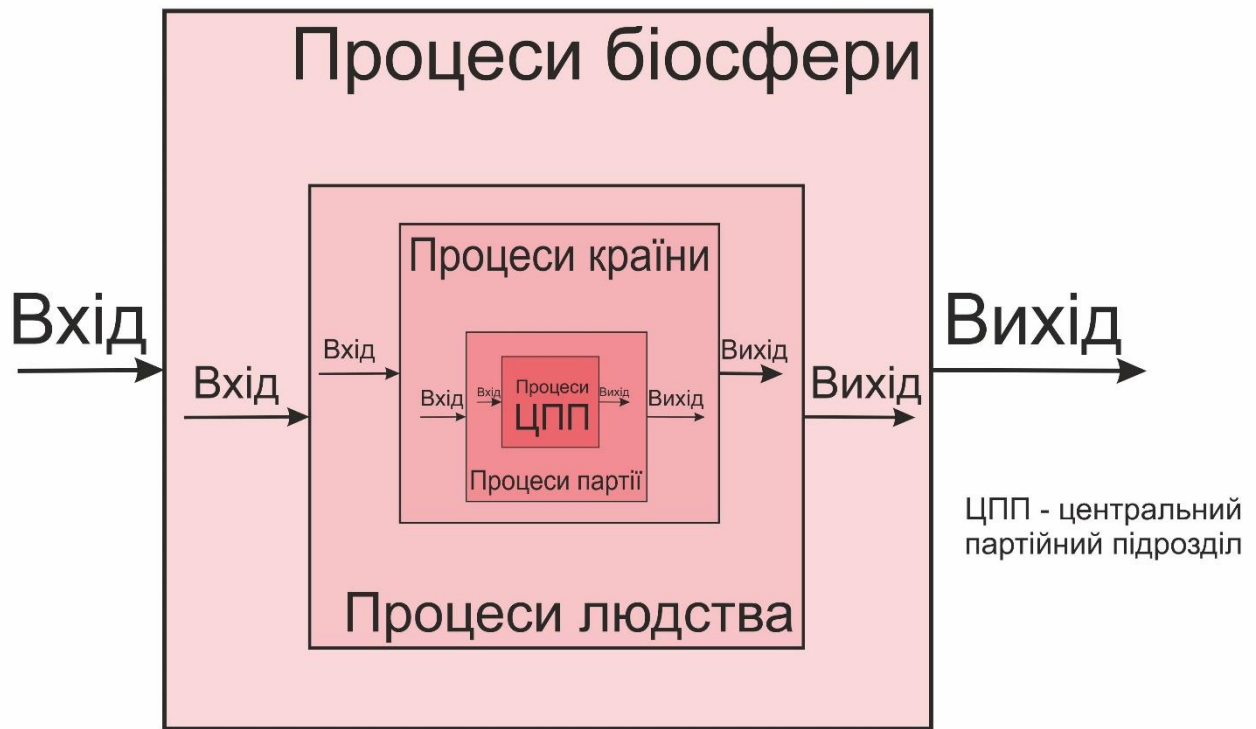 Процеси біосфери
Процеси країни
Вхід
Вихід
Вхід
Вихід
Вхід
Вихід
Вхід
Вихід
Вхід
Процеси
ЦПП
Вихід
Процеси партії
ЦПП - центральний
партійний підрозділ
Процеси людства